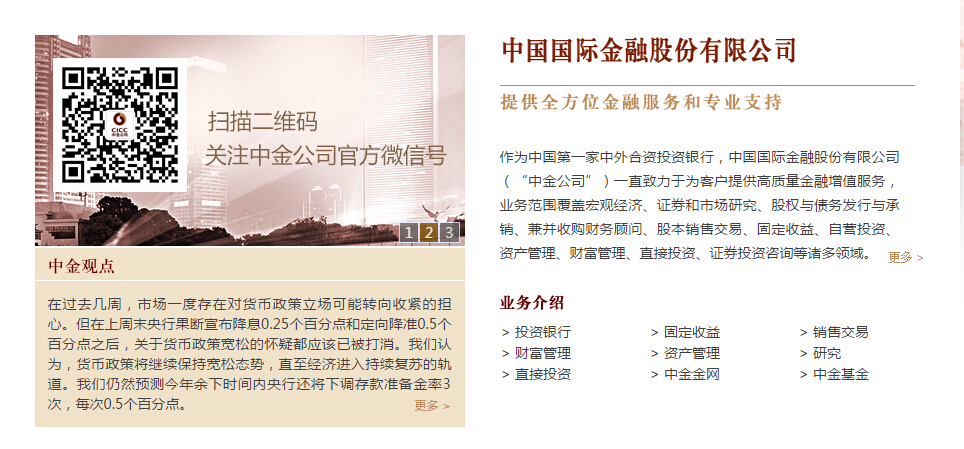 CICC
中金公司
扫描二维码
关注中金公司官方微信号
1 2 3
中金观点
在过去几周，市场一度存在对货币政策立场可能转向收紧的担
心。但在上周末央行果断宣布降息0.25个百分点和定向降准0.5个
百分点之后，关于货币政策宽松的怀疑都应该已被打消。我们认
为，货币政策将继续保持宽松态势，直至经济进入持续复苏的轨
道。我们仍然预测今年余下时间内央行还将下调存款准备金率3
次，每次0.5个百分点。
更多 >
中国国际金融股份有限公司
提供全方位金融服务和专业支持
作为中国第一家中外合资投资银行，中国国际金融股份有限公司
（“中金公司”）一直致力于为客户提供高质量金融增值服务，
业务范围覆盖宏观经济、证券和市场研究、股权与债务发行与承
销、兼并收购财务顾问、股本销售交易、固定收益、自营投资、
资产管理、财富管理、直接投资、证券投资咨询等诸多领域。
更多 >
业务介绍
> 投资银行 > 固定收益 > 销售交易
> 财富管理 > 资产管理 > 研究
> 直接投资 > 中金金网 > 中金基金